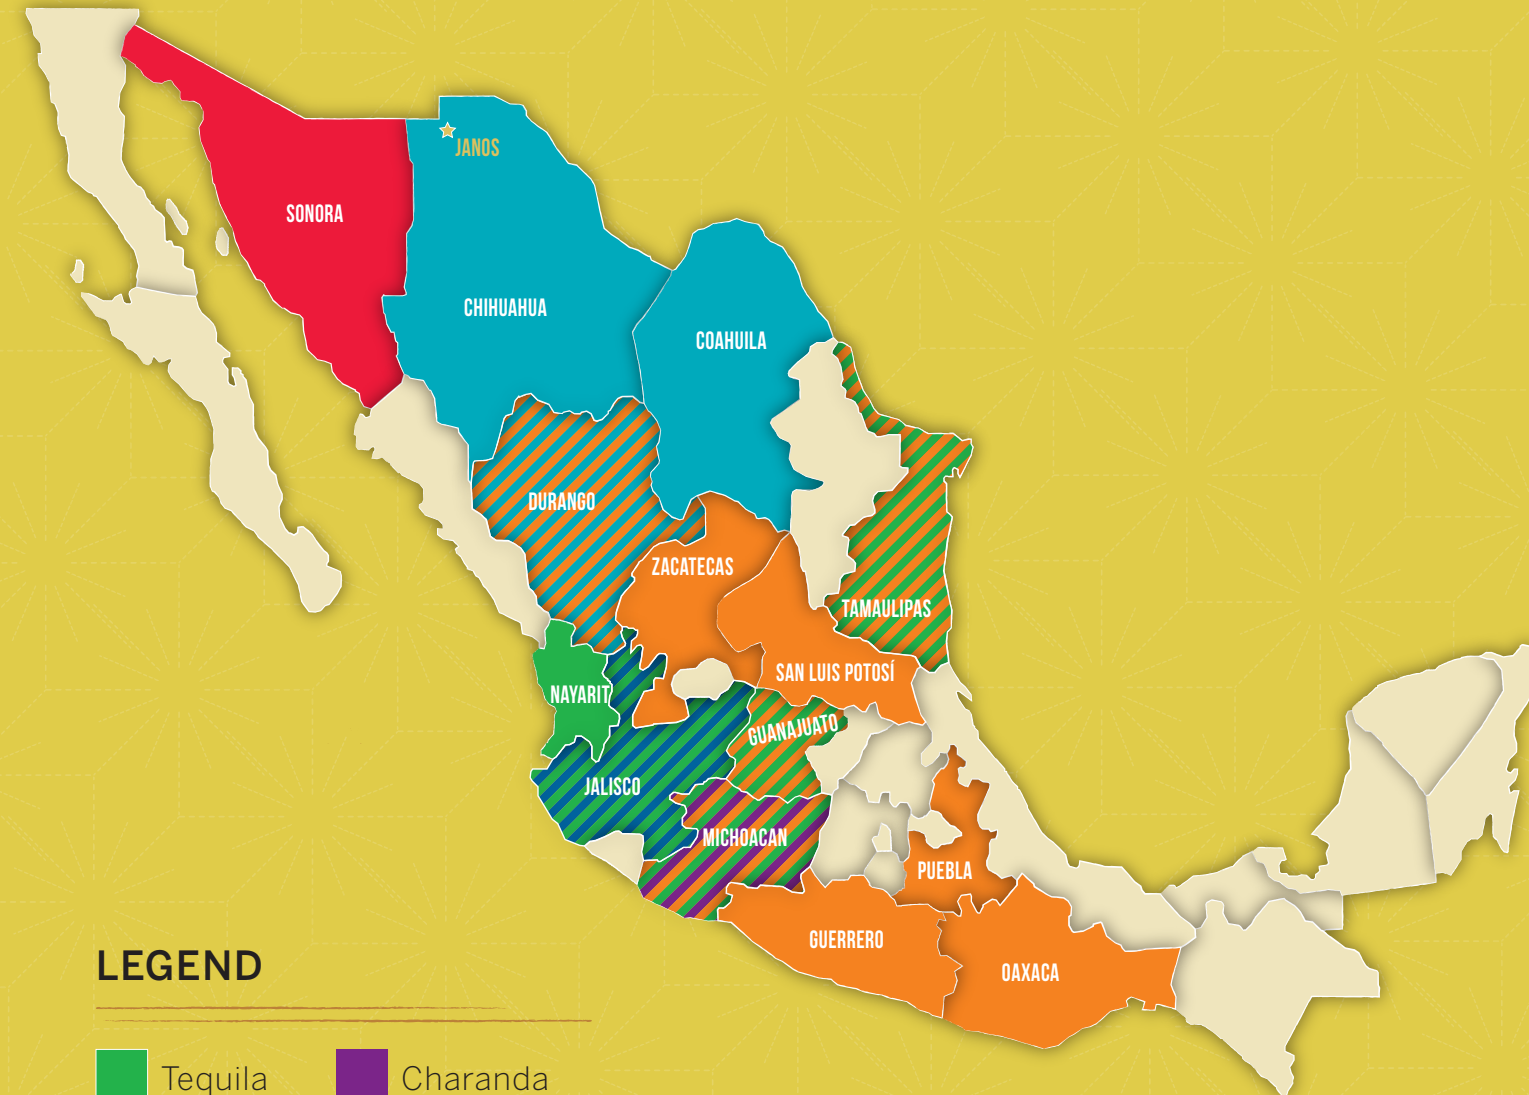 JANOS
SONORA
CHIHUAHUA
COAHUILA
DURANGO
ZACATECAS
TAMAULIPAS
SAN LUIS POTOSÍ
NAYARIT
GUANAJUATO
JALISCO
MICHOACAN
PUEBLA
GUERRERO
OAXACA
LEGEND
Tequila
Charanda